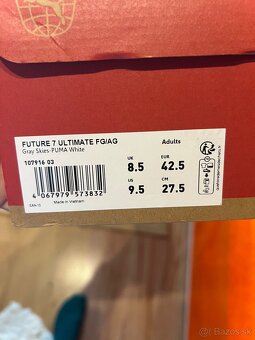 FUTURE 7 ULTIMATE FG/AG
Gray Skies-PUMA White
Adults
107916 03
UK
8.5
EUR
42.5
US
9.5
CM
27.5
4 067979 573832
Made in Vietnam
bazos.sk